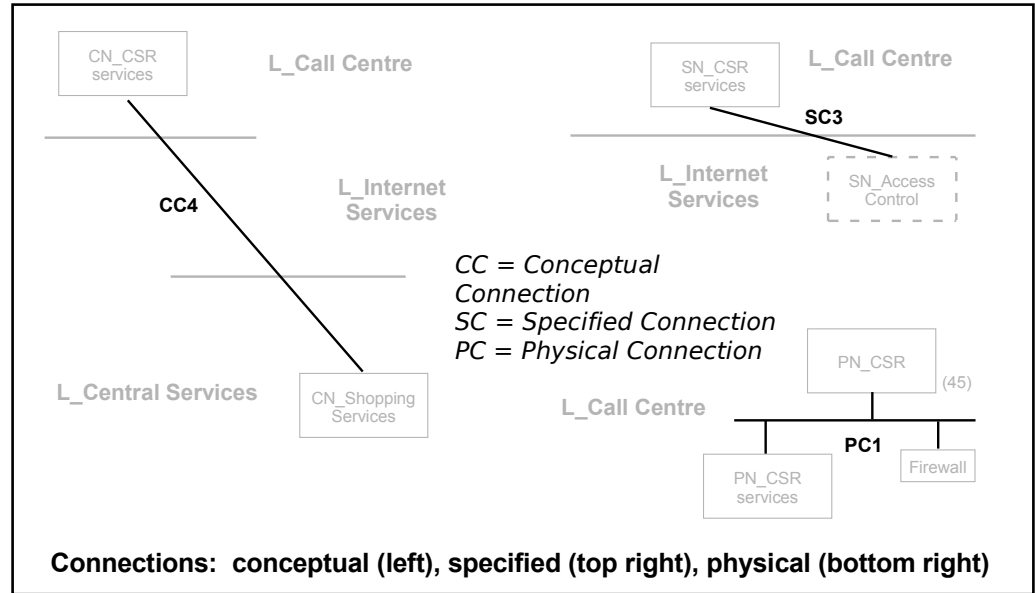 CN_CSR
services
L_Call Centre
CC4
L_Internet
Services
L_Central Services
CN_Shopping
Services
SN_CSR
services
L_Call Centre
SC3
L_Internet
Services
SN_Access
Control
CC = Conceptual
Connection
SC = Specified Connection
PC = Physical Connection
PN_CSR
(45)
L_Call Centre
PC1
PN_CSR
services
Firewall
Connections:  conceptual (left), specified (top right), physical (bottom right)